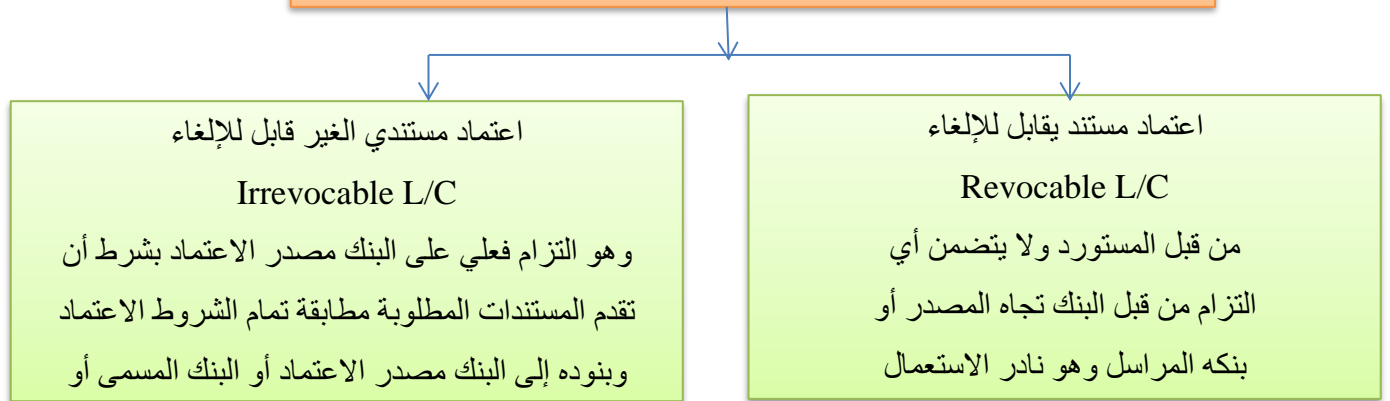 اعتماد مستند يقابل للإلغاء
Revocable L/C
من قبل المستورد ولا يتضمن أي
التزام من قبل البنك تجاه المصدر أو
بنكه المراسل وهو نادر الاستعمال
اعتماد مستندي الغير قابل للإلغاء
Irrevocable L/C
وهو التزام فعلي على البنك مصدر الاعتماد بشرط أن
تقدم المستندات المطلوبة مطابقة تمام الشروط الاعتماد
وبنوده إلى البنك مصدر الاعتماد أو البنك المسمى أو